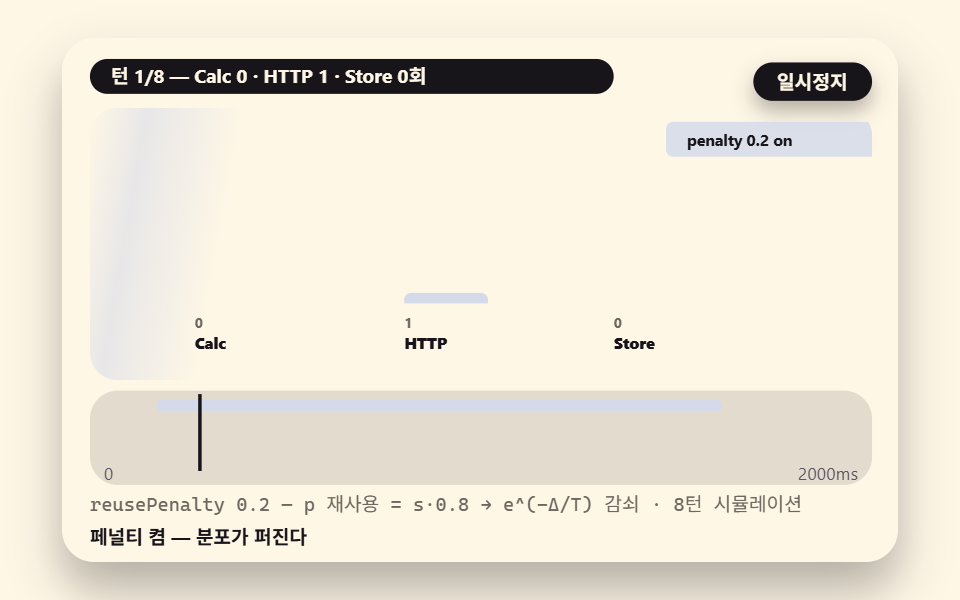 턴 1/8 — Calc 0 · HTTP 1 · Store 0회
일시정지
penalty 0.2 on
0
Calc
1
HTTP
0
Store
0
2000ms
reusePenalty 0.2 — p 재사용 = s·0.8 → e^(−Δ/T) 감쇠 · 8턴 시뮬레이션
페널티 켬 — 분포가 퍼진다